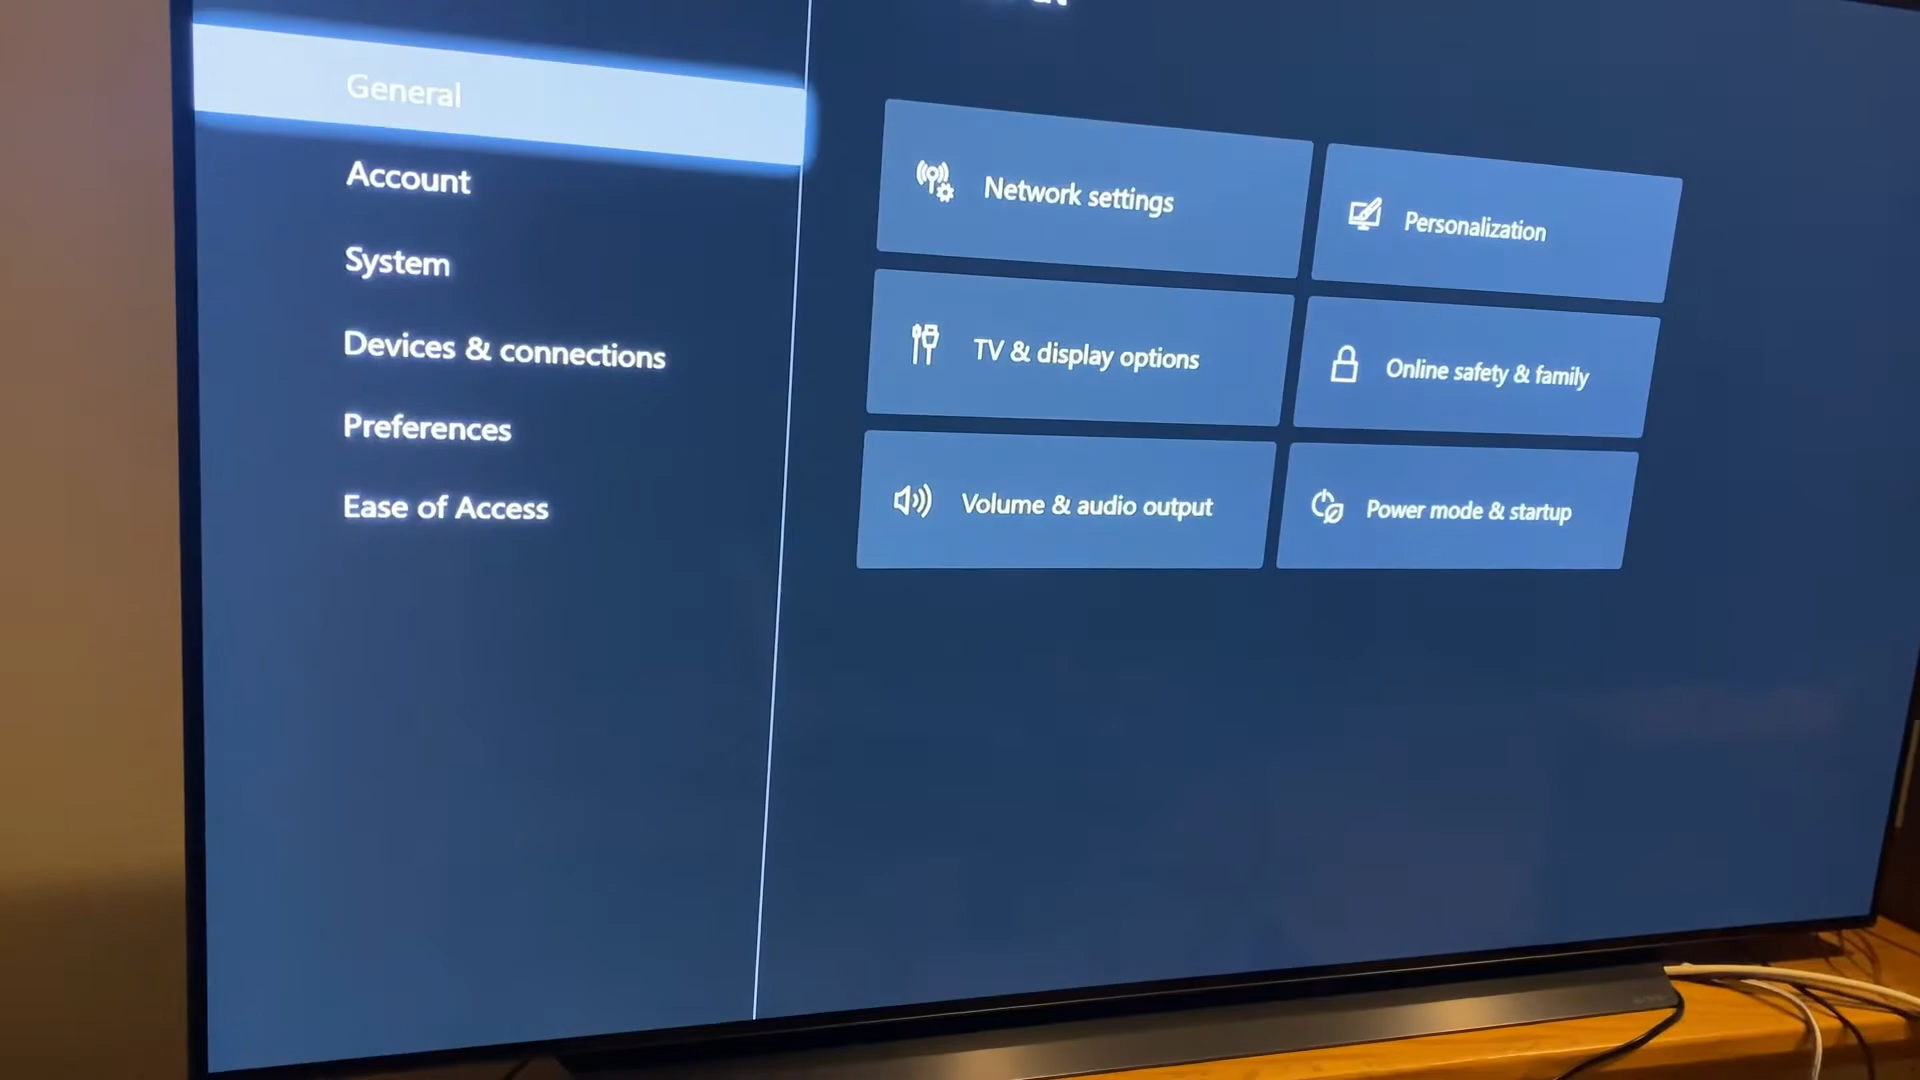 General
Account
System
Devices & connections
Preferences
Ease of Access
Network settings
Personalization
TV & display options
Online safety & family
Volume & audio output
Power mode & startup